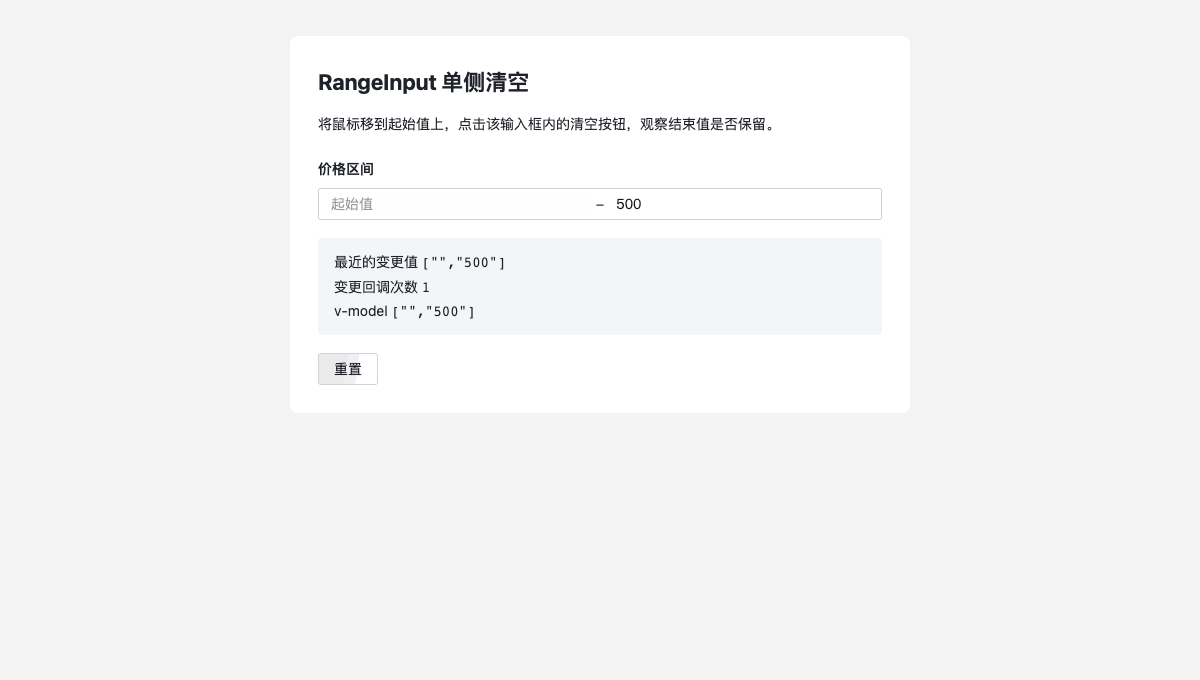 RangeInput 单侧清空
将鼠标移到起始值上，点击该输入框内的清空按钮，观察结束值是否保留。
价格区间
起始值 – 500
最近的变更值 ["","500"]
变更回调次数 1
v-model ["","500"]
重置